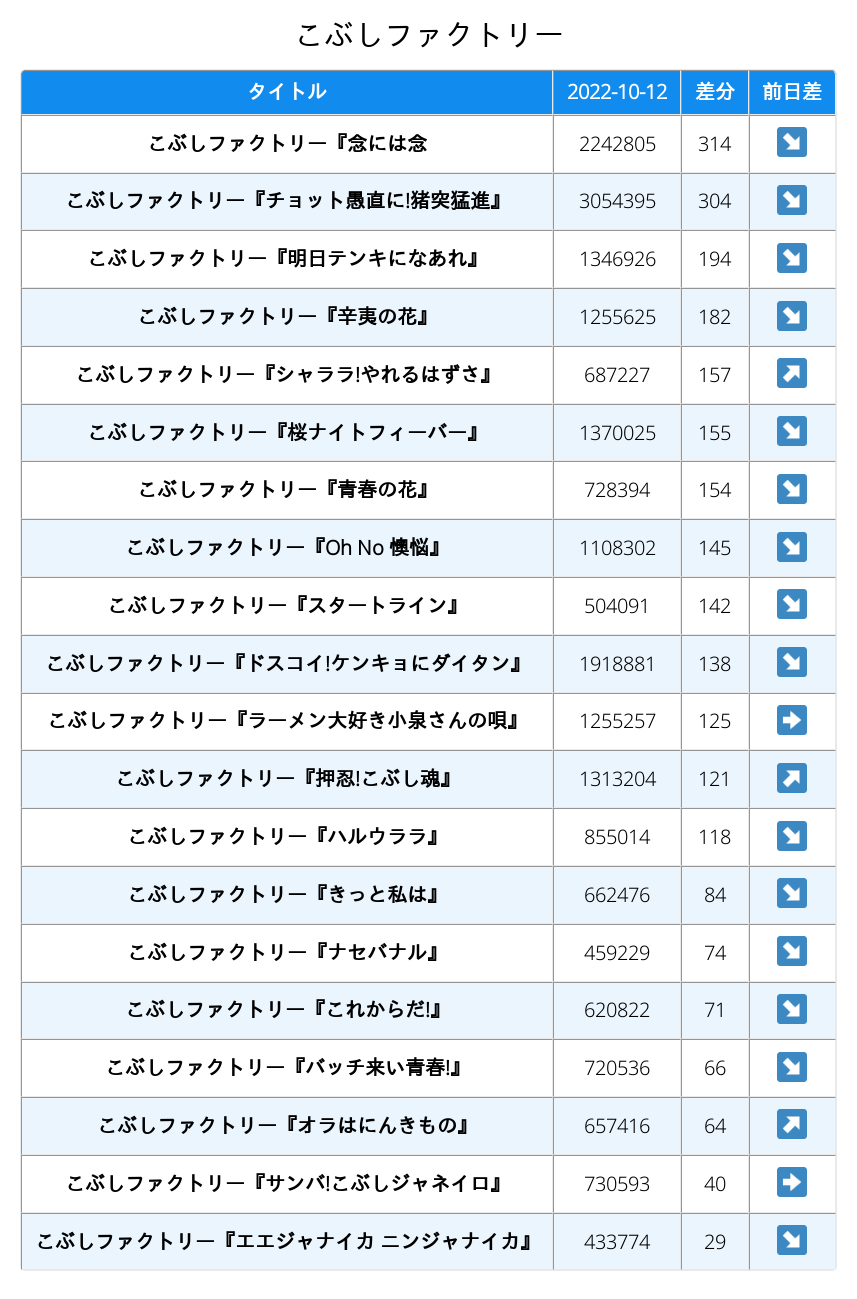 こぶしファクトリー
タイトル 2022-10-12 差分 前日差
こぶしファクトリー『念には念 2242805 314 ↘
こぶしファクトリー『チョット愚直に!猪突猛進』 3054395 304 ↘
こぶしファクトリー『明日テンキになあれ』 1346926 194 ↘
こぶしファクトリー『辛夷の花』 1255625 182 ↘
こぶしファクトリー『シャララ!やれるはずさ』 687227 157 ↗
こぶしファクトリー『桜ナイトフィーバー』 1370025 155 ↘
こぶしファクトリー『青春の花』 728394 154 ↘
こぶしファクトリー『Oh No 懊悩』 1108302 145 ↘
こぶしファクトリー『スタートライン』 504091 142 ↘
こぶしファクトリー『ドスコイ!ケンキョにダイタン』 1918881 138 ↘
こぶしファクトリー『ラーメン大好き小泉さんの唄』 1255257 125 ➡
こぶしファクトリー『押忍!こぶし魂』 1313204 121 ↗
こぶしファクトリー『ハルウララ』 855014 118 ↘
こぶしファクトリー『きっと私は』 662476 84 ↘
こぶしファクトリー『ナセバナル』 459229 74 ↘
こぶしファクトリー『これからだ!』 620822 71 ↘
こぶしファクトリー『バッチ来い青春!』 720536 66 ↘
こぶしファクトリー『オラはにんきもの』 657416 64 ↗
こぶしファクトリー『サンバ!こぶしジャネイロ』 730593 40 ➡
こぶしファクトリー『エエジャナイカ ニンジャナイカ』 433774 29 ↘